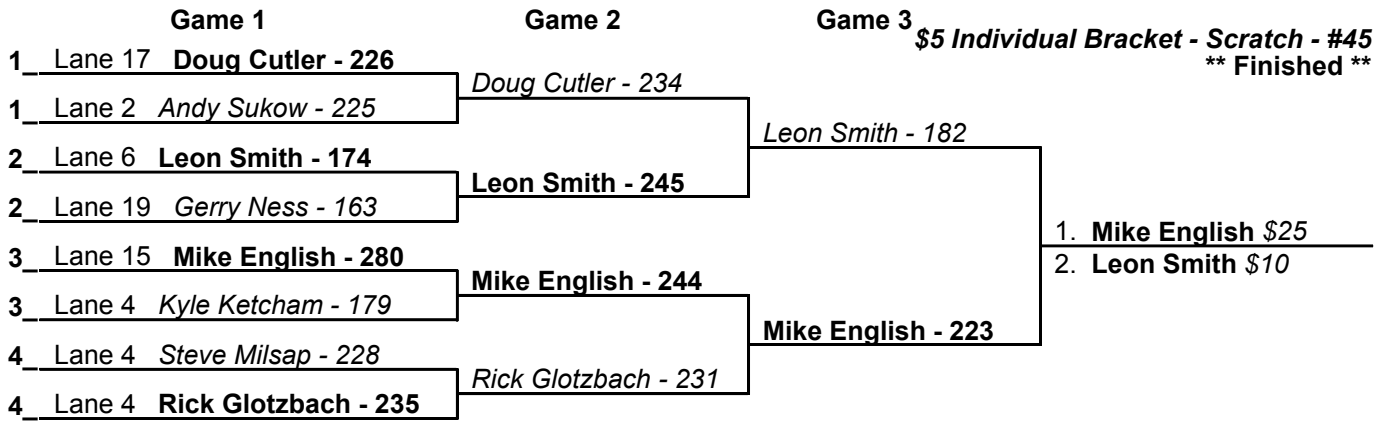 Game 1 Game 2 Game 3
$5 Individual Bracket - Scratch - #45
** Finished **
1_ Lane 17 Doug Cutler - 226
Doug Cutler - 234
1_ Lane 2 Andy Sukow - 225
Leon Smith - 182
2_ Lane 6 Leon Smith - 174
Leon Smith - 245
2_ Lane 19 Gerry Ness - 163
1. Mike English $25
3_ Lane 15 Mike English - 280
2. Leon Smith $10
Mike English - 244
3_ Lane 4 Kyle Ketcham - 179
Mike English - 223
4_ Lane 4 Steve Milsap - 228
Rick Glotzbach - 231
4_ Lane 4 Rick Glotzbach - 235